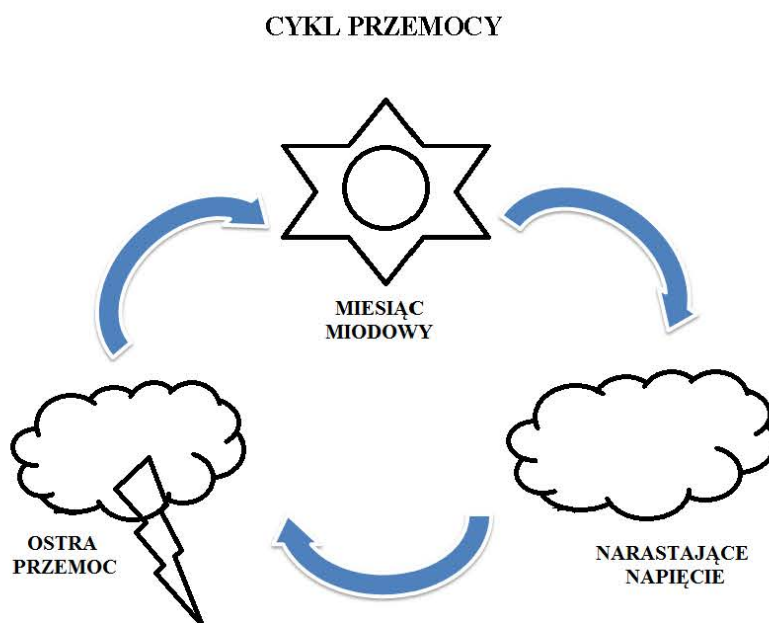 CYKL PRZEMOCY
MIESIĄC
MIODOWY
OSTRA
PRZEMOC
NARASTAJĄCE
NAPIĘCIE